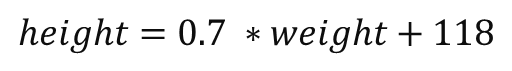 height = 0.7 * weight + 118